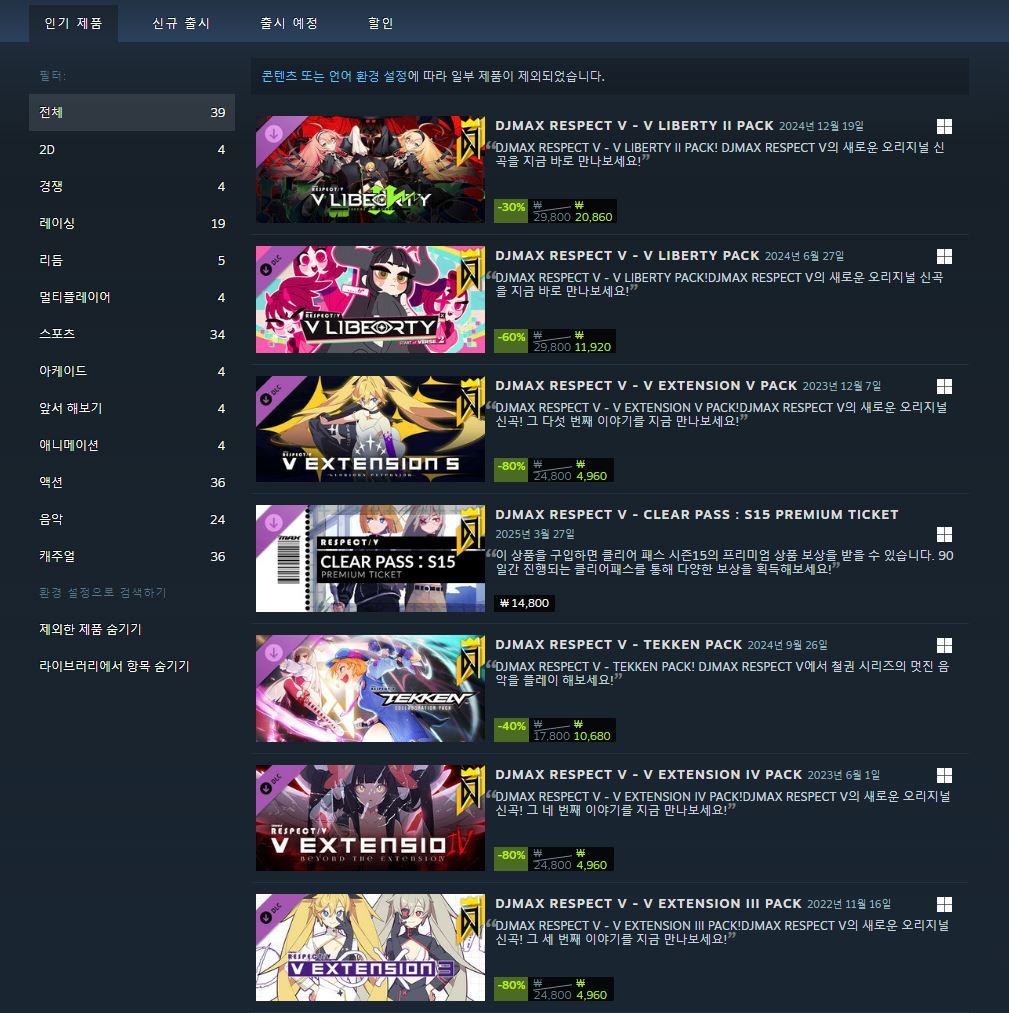 인기 제품
신규 출시
출시 예정
할인
필터:
전체 39
2D 4
경쟁 4
레이싱 19
리듬 5
멀티플레이어 4
스포츠 34
아케이드 4
앞서 해보기 4
애니메이션 4
액션 36
음악 24
캐주얼 36
환경 설정으로 검색하기
제외한 제품 숨기기
라이브러리에서 항목 숨기기
콘텐츠 또는 언어 환경 설정에 따라 일부 제품이 제외되었습니다.
RESPECT/V
V LIBERTY
DJMAX RESPECT V - V LIBERTY II PACK 2024년 12월 19일
“DJMAX RESPECT V - V LIBERTY II PACK! DJMAX RESPECT V의 새로운 오리지널 신
곡을 지금 바로 만나보세요!”
-30% ₩ 29,800 ₩ 20,860
DLC
RESPECT/V
V LIBERTY
START of VERSE 2
DJMAX RESPECT V - V LIBERTY PACK 2024년 6월 27일
“DJMAX RESPECT V - V LIBERTY PACK!DJMAX RESPECT V의 새로운 오리지널 신곡
을 지금 바로 만나보세요!”
-60% ₩ 29,800 ₩ 11,920
DLC
RESPECT/V
V EXTENSION 5
DJMAX RESPECT V - V EXTENSION V PACK 2023년 12월 7일
“DJMAX RESPECT V - V EXTENSION V PACK!DJMAX RESPECT V의 새로운 오리지널
신곡! 그 다섯 번째 이야기를 지금 만나보세요!”
-80% ₩ 24,800 ₩ 4,960
MAX
RESPECT/V
CLEAR PASS : S15
PREMIUM TICKET
DJMAX RESPECT V - CLEAR PASS : S15 PREMIUM TICKET
2025년 3월 27일
“이 상품을 구입하면 클리어 패스 시즌15의 프리미엄 상품 보상을 받을 수 있습니다. 90
일간 진행되는 클리어패스를 통해 다양한 보상을 획득해보세요!”
₩ 14,800
TEKKEN
COLLABORATION PACK
DJMAX RESPECT V - TEKKEN PACK 2024년 9월 26일
“DJMAX RESPECT V - TEKKEN PACK! DJMAX RESPECT V에서 철권 시리즈의 멋진 음
악을 플레이 해보세요!”
-40% ₩ 17,800 ₩ 10,680
DLC
RESPECT/V
V EXTENSION IV
BEYOND THE EXTENSION
DJMAX RESPECT V - V EXTENSION IV PACK 2023년 6월 1일
“DJMAX RESPECT V - V EXTENSION IV PACK!DJMAX RESPECT V의 새로운 오리지널
신곡! 그 네 번째 이야기를 지금 만나보세요!”
-80% ₩ 24,800 ₩ 4,960
DLC
RESPECT/V
V EXTENSION 3
DJMAX RESPECT V - V EXTENSION III PACK 2022년 11월 16일
“DJMAX RESPECT V - V EXTENSION III PACK!DJMAX RESPECT V의 새로운 오리지널
신곡! 그 세 번째 이야기를 지금 만나보세요!”
-80% ₩ 24,800 ₩ 4,960